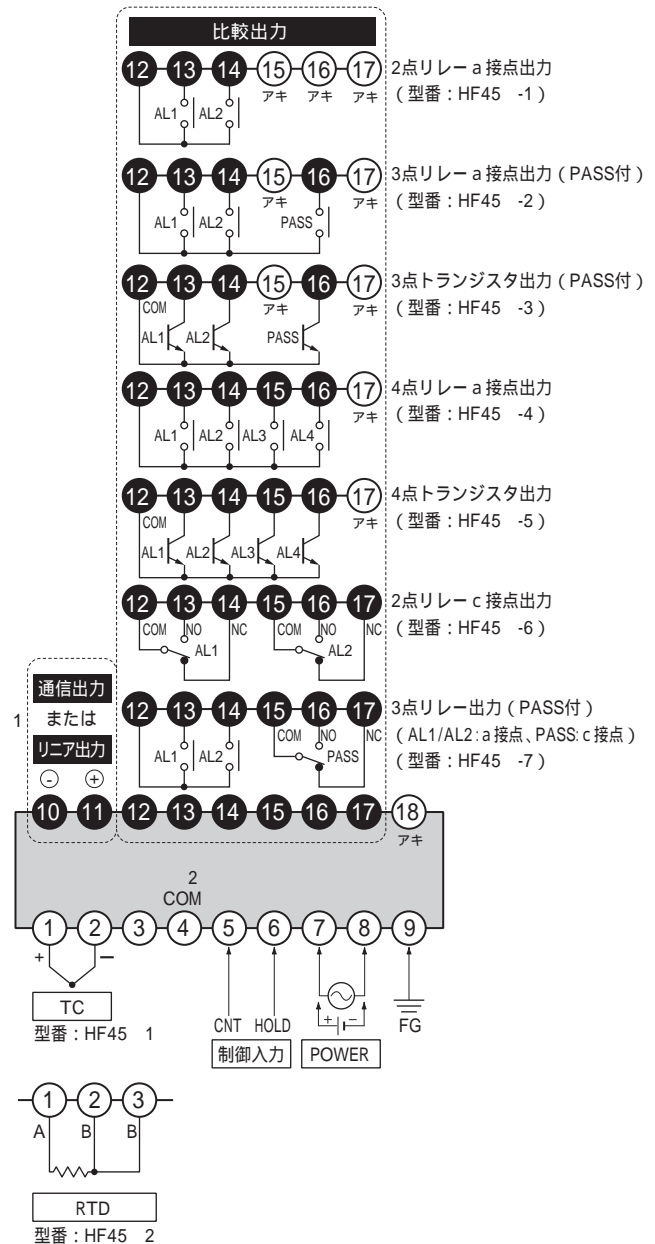 比較出力
12 13 14 15 16 17 2点リレーa接点出力
アキ アキ アキ (型番:HF45 -1)
AL1 AL2
12 13 14 15 16 17 3点リレーa接点出力(PASS付)
アキ アキ (型番:HF45 -2)
AL1 AL2 PASS
12 13 14 15 16 17 3点トランジスタ出力(PASS付)
COM アキ アキ (型番:HF45 -3)
AL1 AL2 PASS
12 13 14 15 16 17 4点リレーa接点出力
アキ (型番:HF45 -4)
AL1 AL2 AL3 AL4
12 13 14 15 16 17 4点トランジスタ出力
COM アキ (型番:HF45 -5)
AL1 AL2 AL3 AL4
12 13 14 15 16 17 2点リレーc接点出力
COM NO NC COM NO NC (型番:HF45 -6)
AL1 AL2
通信出力
1 または
リニア出力
- +
12 13 14 15 16 17 3点リレー出力(PASS付)
COM NO NC (AL1/AL2:a接点、PASS:c接点)
AL1 AL2 PASS (型番:HF45 -7)
10 11 12 13 14 15 16 17 18
アキ
2
COM
1 2 3 4 5 6 7 8 9
+ −
TC
型番:HF45 1
CNT HOLD + − FG
制御入力 POWER
1 2 3
A B B
RTD
型番:HF45 2